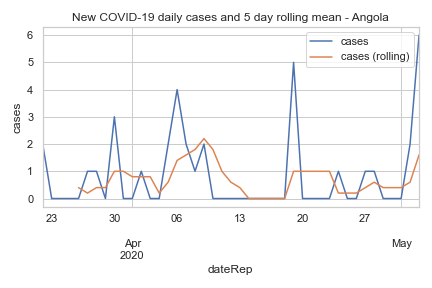 New COVID-19 daily cases and 5 day rolling mean - Angola
cases
cases (rolling)
6
5
4
3
2
1
0
cases
23
30
06
13
20
27
Apr
2020
May
dateRep